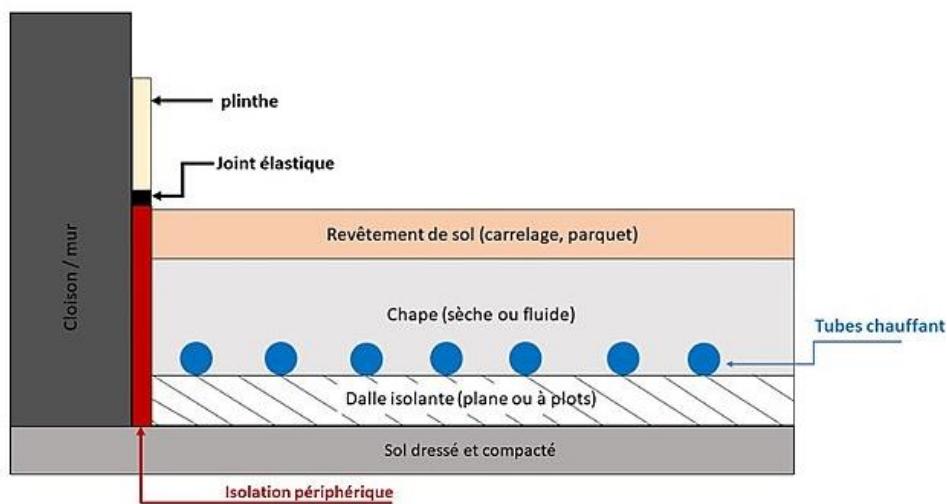 plinthe
Joint élastique
Cloison / mur
Revêtement de sol (carrelage, parquet)
Chape (sèche ou fluide)
Tubes chauffant
Dalle isolante (plane ou à plots)
Sol dressé et compacté
Isolation périphérique